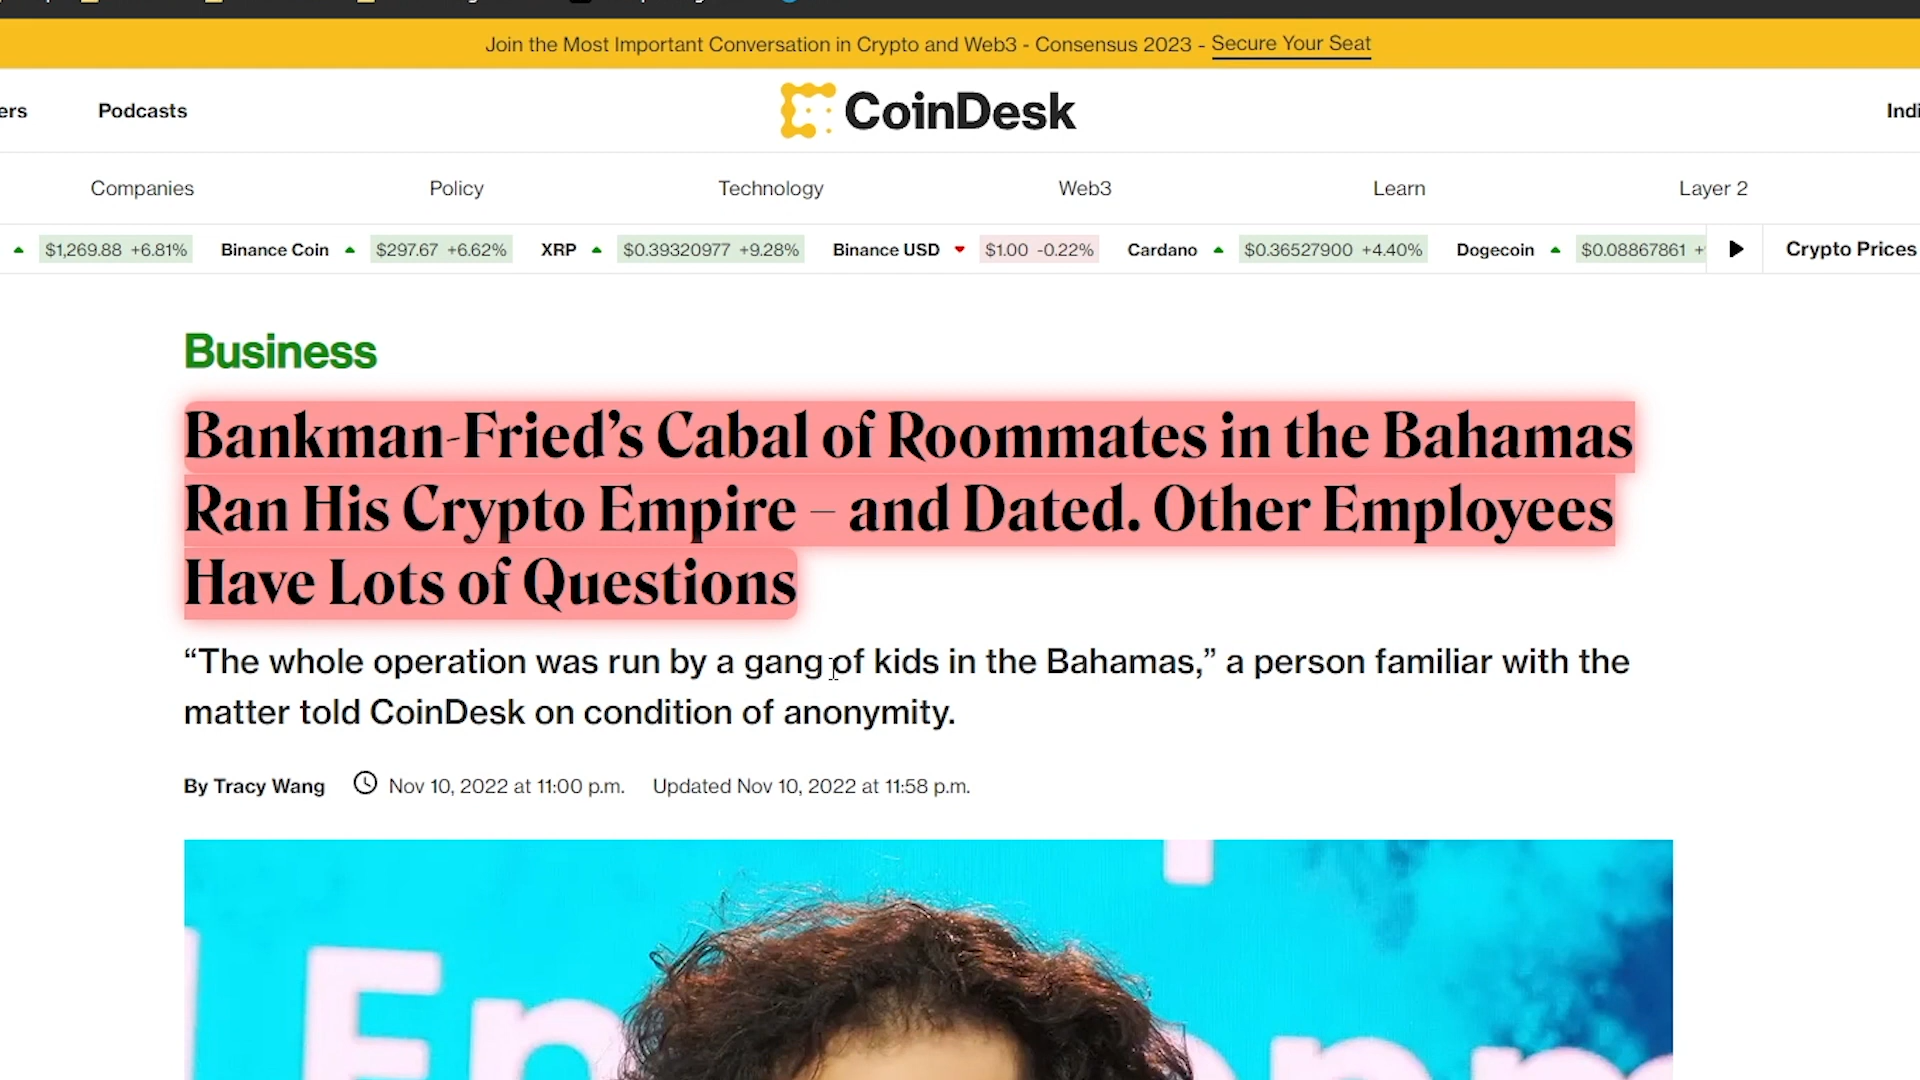 Join the Most Important Conversation in Crypto and Web3 - Consensus 2023 - Secure Your Seat
ers Podcasts CoinDesk Indi
Companies Policy Technology Web3 Learn Layer 2
$1,269.88 +6.81% Binance Coin $297.67 +6.62% XRP $0.39320977 +9.28% Binance USD $1.00 -0.22% Cardano $0.36527900 +4.40% Dogecoin $0.08867861 + Crypto Prices
Business
Bankman-Fried’s Cabal of Roommates in the Bahamas
Ran His Crypto Empire – and Dated. Other Employees
Have Lots of Questions
“The whole operation was run by a gang of kids in the Bahamas,” a person familiar with the
matter told CoinDesk on condition of anonymity.
By Tracy Wang Nov 10, 2022 at 11:00 p.m. Updated Nov 10, 2022 at 11:58 p.m.